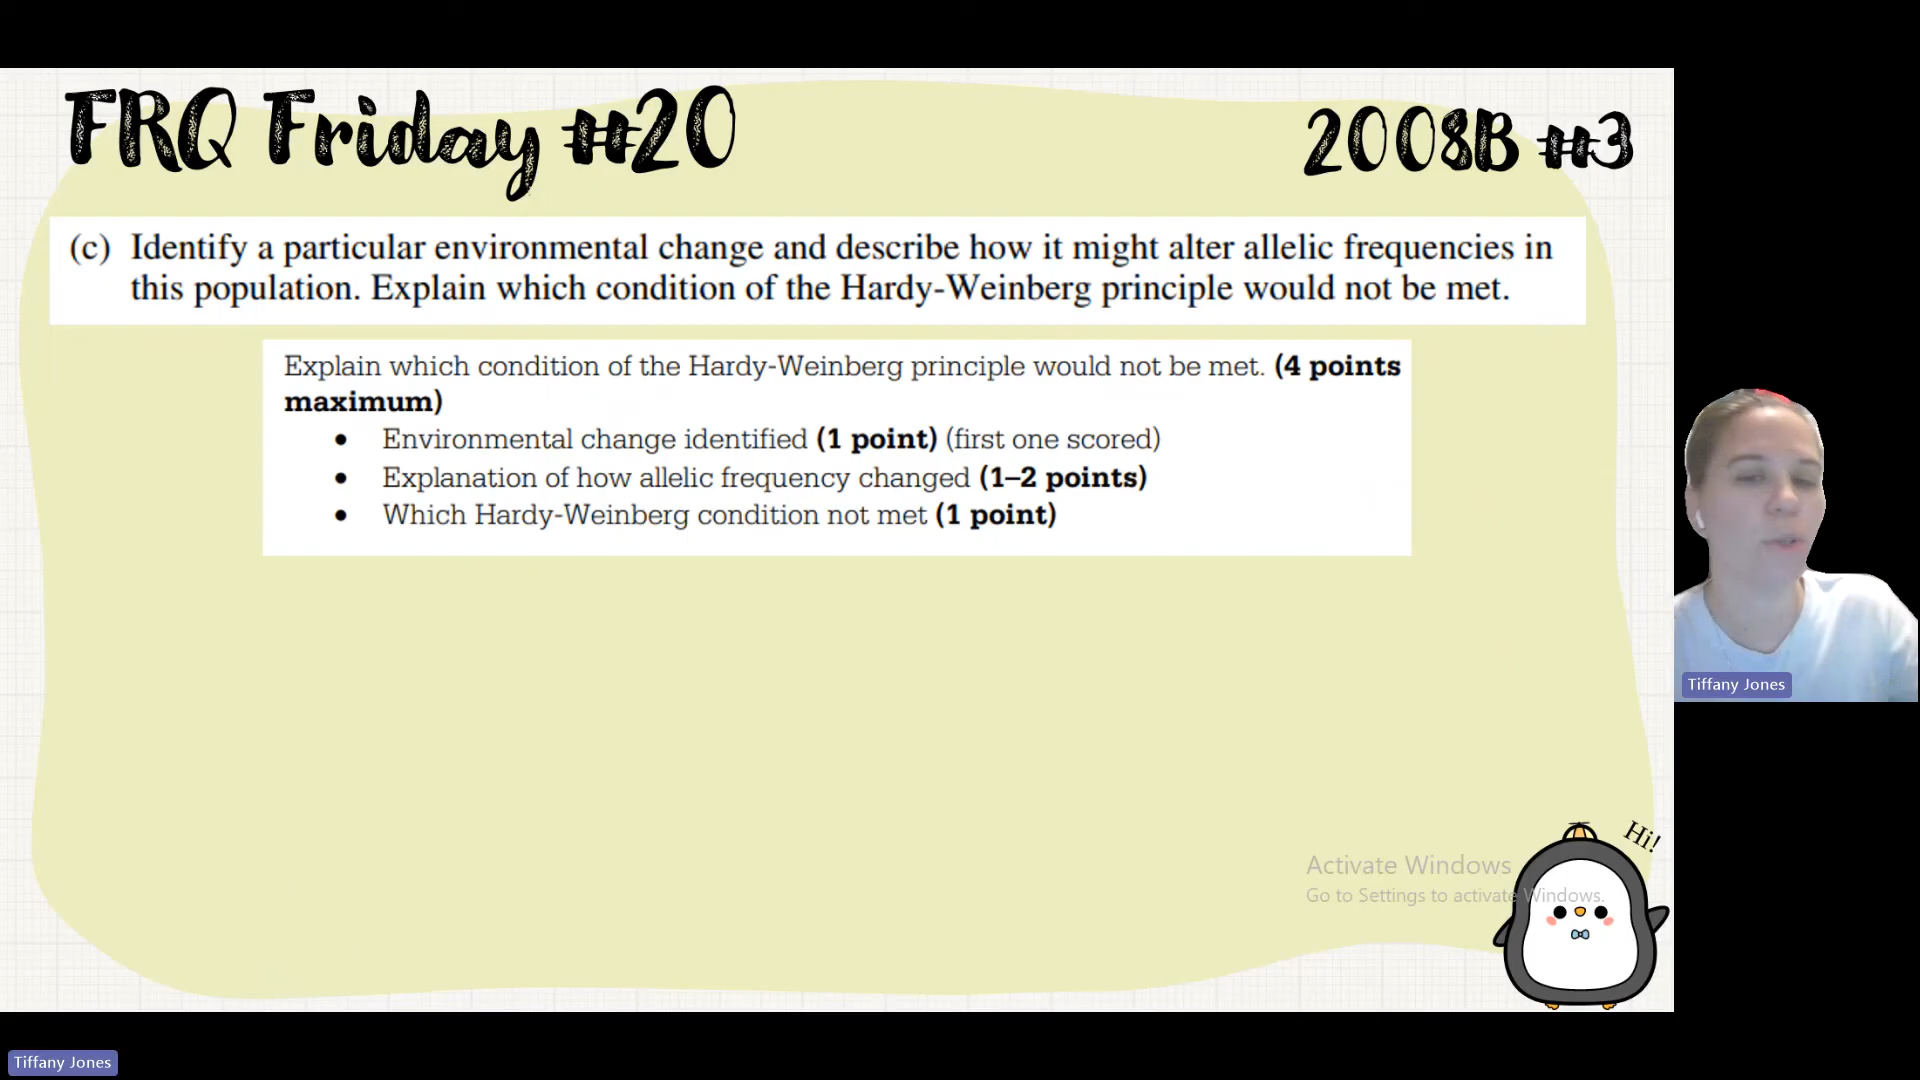 FRQ Friday #20
2008B #3
(c) Identify a particular environmental change and describe how it might alter allelic frequencies in
this population. Explain which condition of the Hardy-Weinberg principle would not be met.
Explain which condition of the Hardy-Weinberg principle would not be met. (4 points
maximum)
• Environmental change identified (1 point) (first one scored)
• Explanation of how allelic frequency changed (1–2 points)
• Which Hardy-Weinberg condition not met (1 point)
Tiffany Jones
Hi!
Activate Windows
Go to Settings to activate Windows.
Tiffany Jones